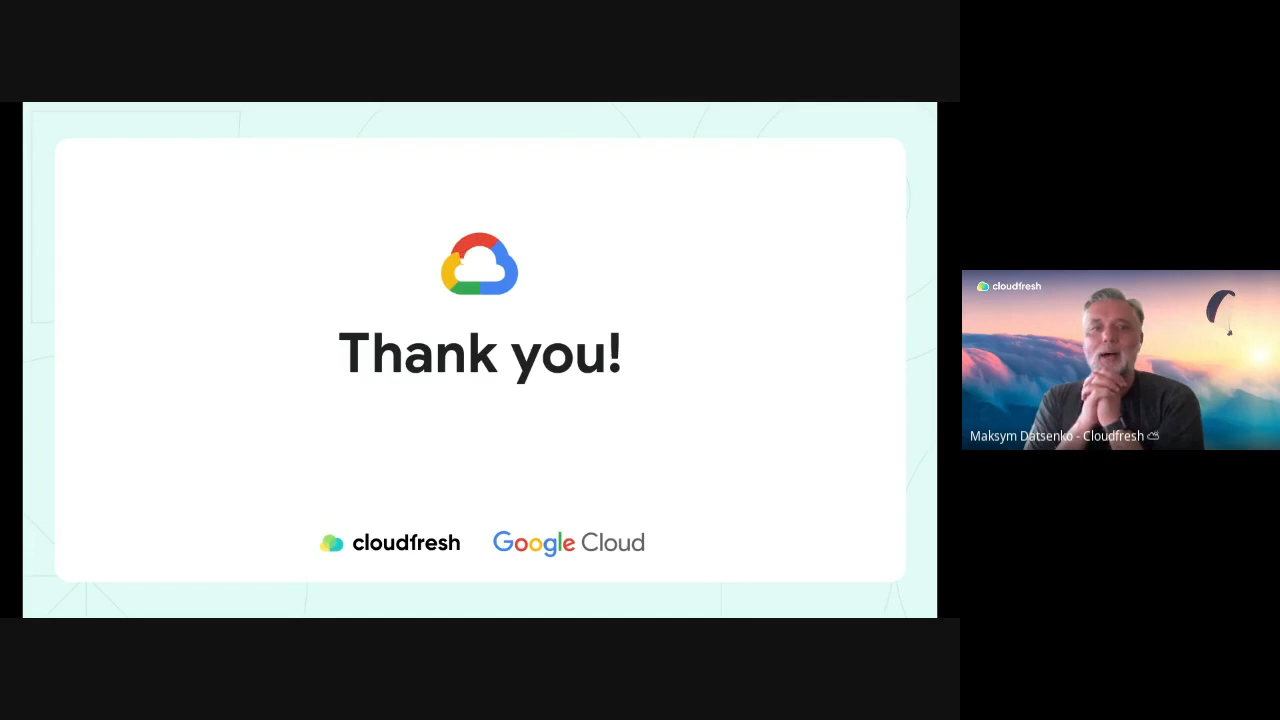 Thank you!
cloudfresh
Google Cloud
cloudfresh
Maksym Datsenko - Cloudfresh ⛅